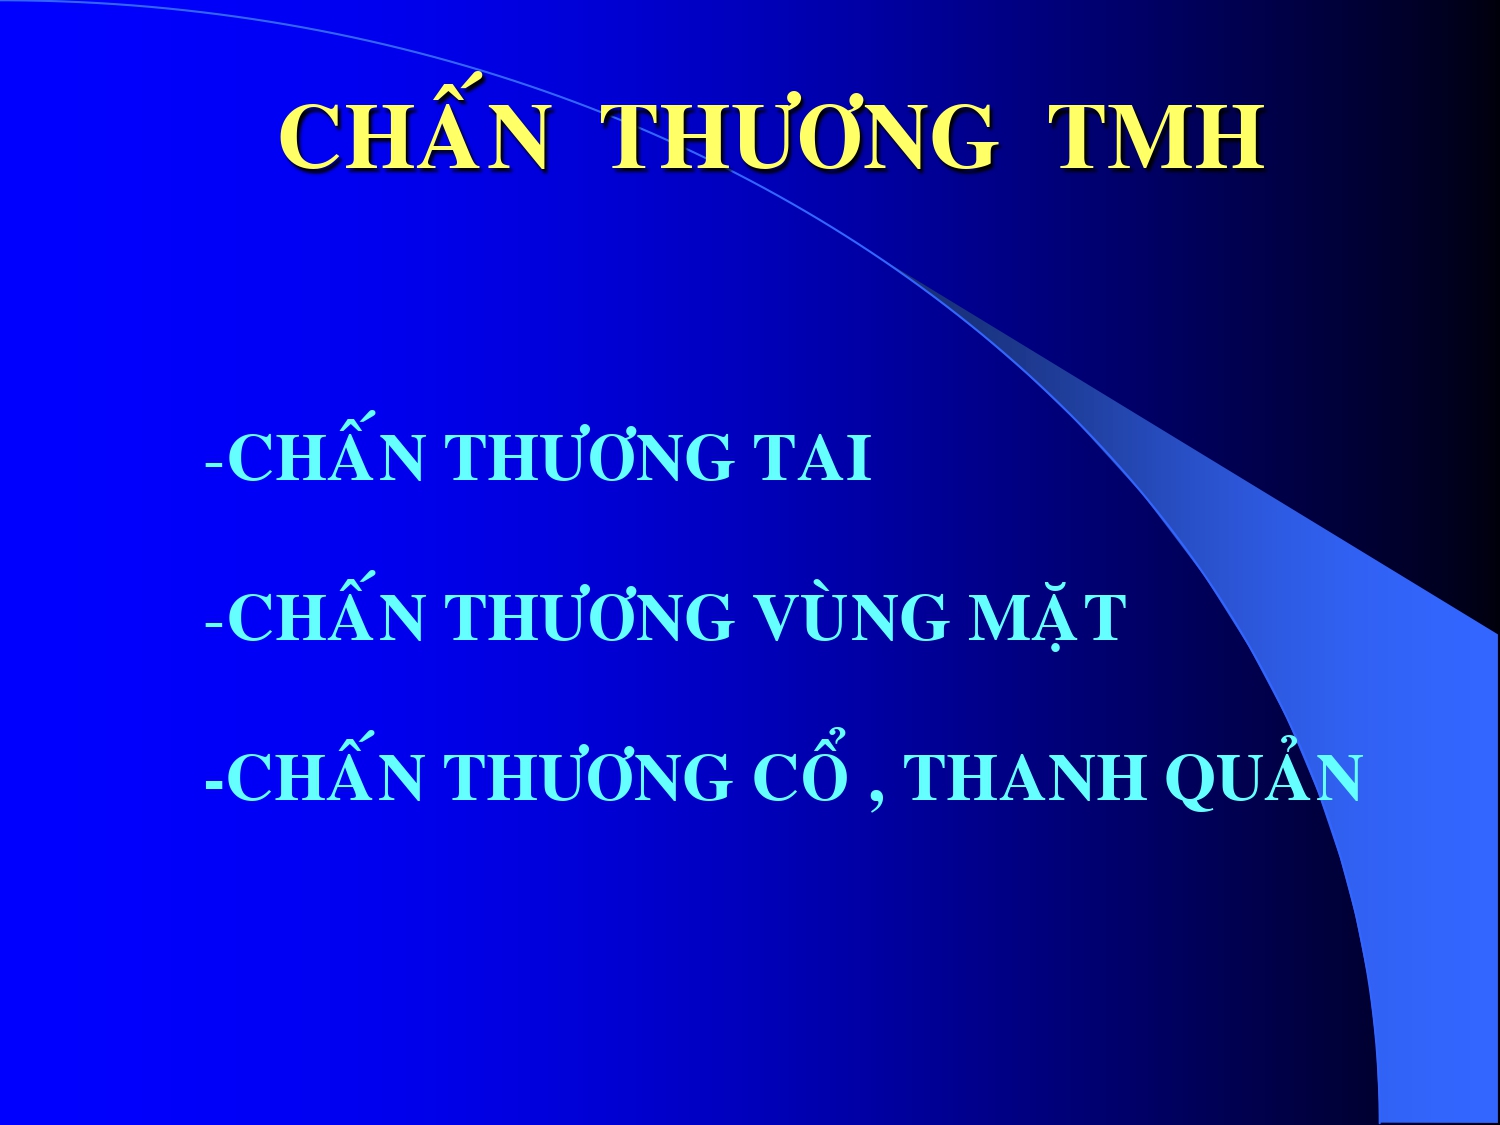 CHẤN THƯƠNG TMH
-CHẤN THƯƠNG TAI
-CHẤN THƯƠNG VÙNG MẶT
-CHẤN THƯƠNG CỔ , THANH QUẢN